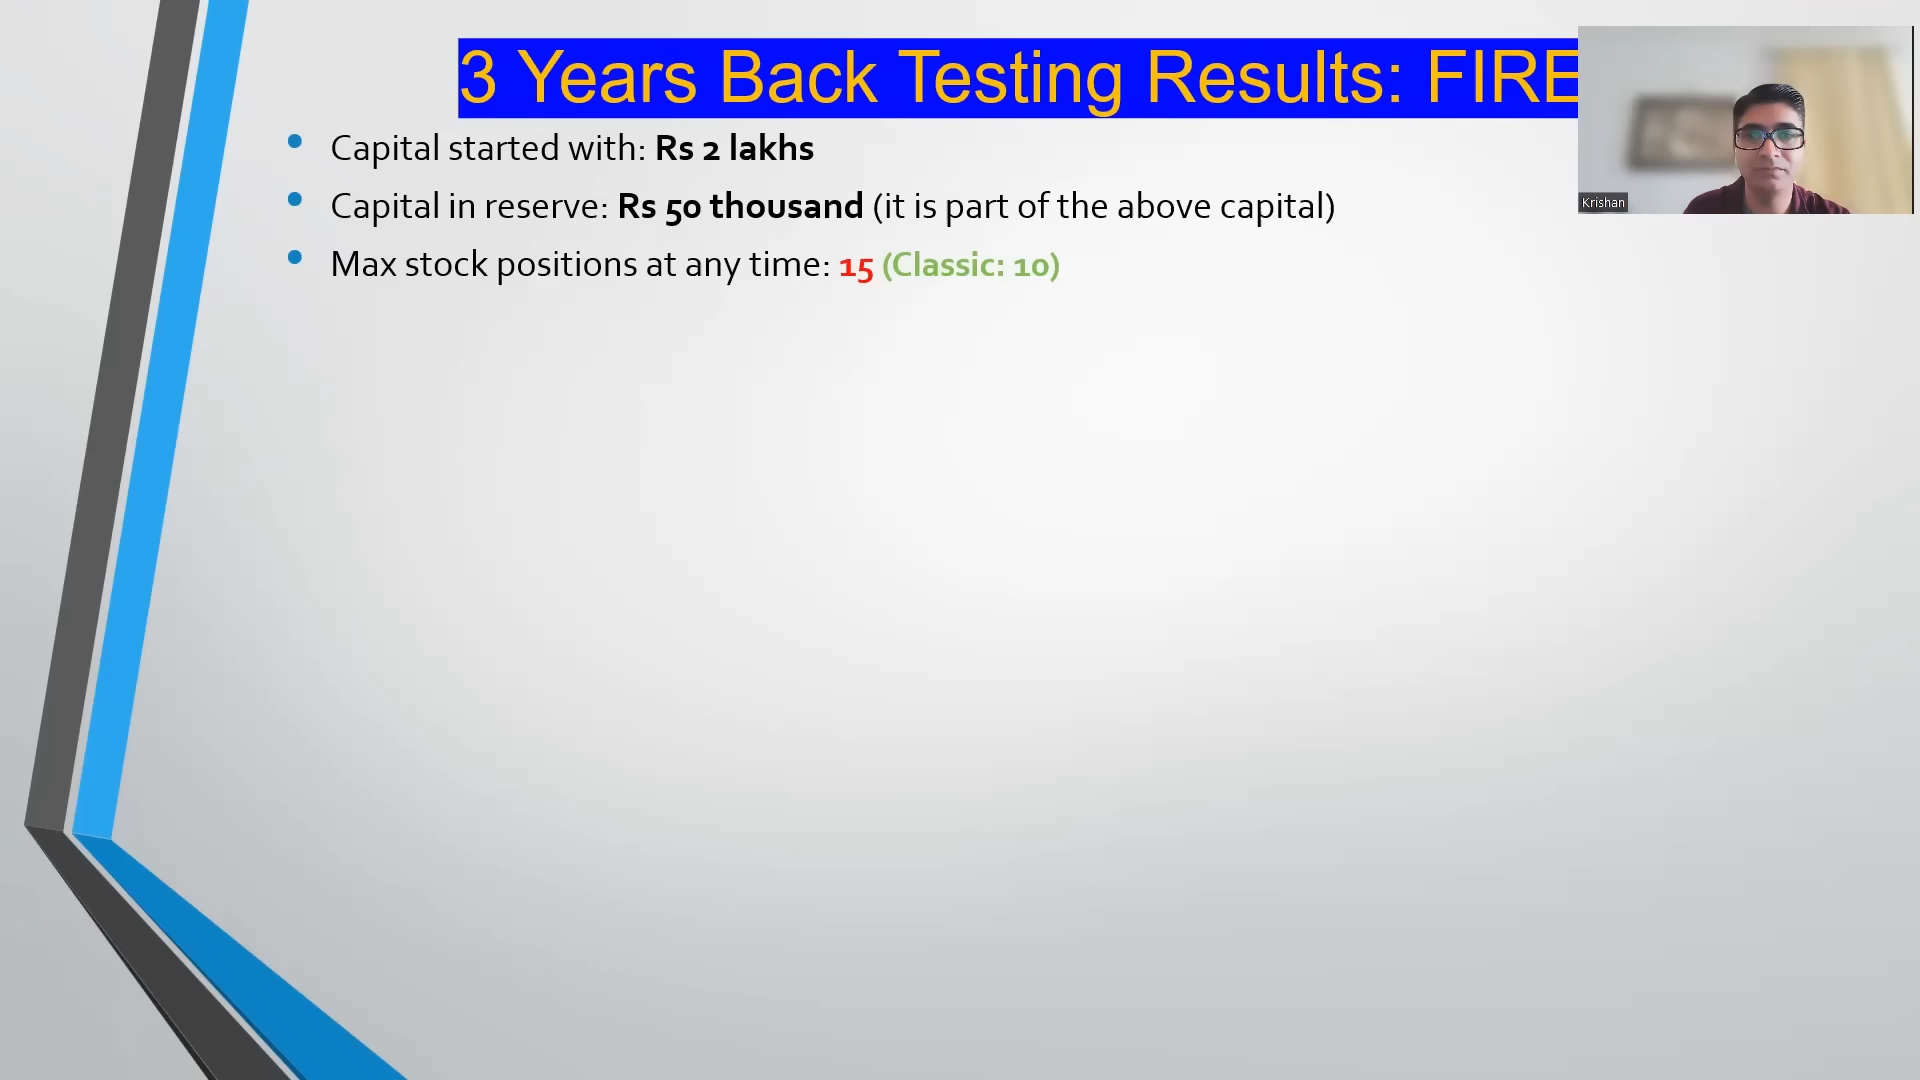 3 Years Back Testing Results: FIRE
Krishan
Capital started with: Rs 2 lakhs
Capital in reserve: Rs 50 thousand (it is part of the above capital)
Max stock positions at any time: 15 (Classic: 10)